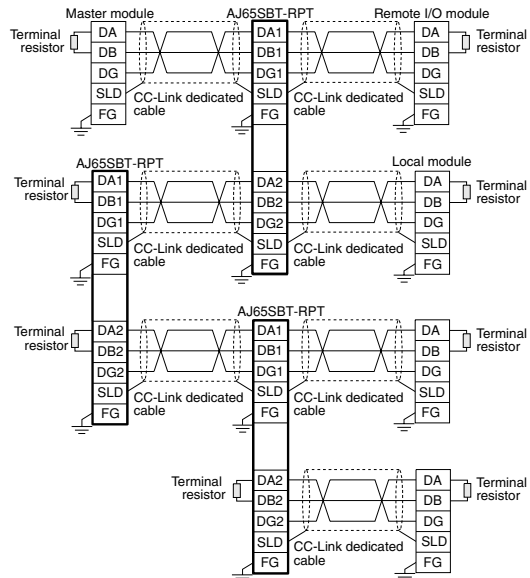 Master module
AJ65SBT-RPT
Remote I/O module
Terminal resistor
DA
DB
DG
SLD
FG
CC-Link dedicated cable
DA1
DB1
DG1
SLD
FG
CC-Link dedicated cable
DA
DB
DG
SLD
FG
Terminal resistor
AJ65SBT-RPT
Local module
Terminal resistor
DA1
DB1
DG1
SLD
FG
CC-Link dedicated cable
DA2
DB2
DG2
SLD
FG
CC-Link dedicated cable
DA
DB
DG
SLD
FG
Terminal resistor
AJ65SBT-RPT
Terminal resistor
DA2
DB2
DG2
SLD
FG
CC-Link dedicated cable
DA1
DB1
DG1
SLD
FG
CC-Link dedicated cable
DA
DB
DG
SLD
FG
Terminal resistor
Terminal resistor
DA2
DB2
DG2
SLD
FG
CC-Link dedicated cable
DA
DB
DG
SLD
FG
Terminal resistor